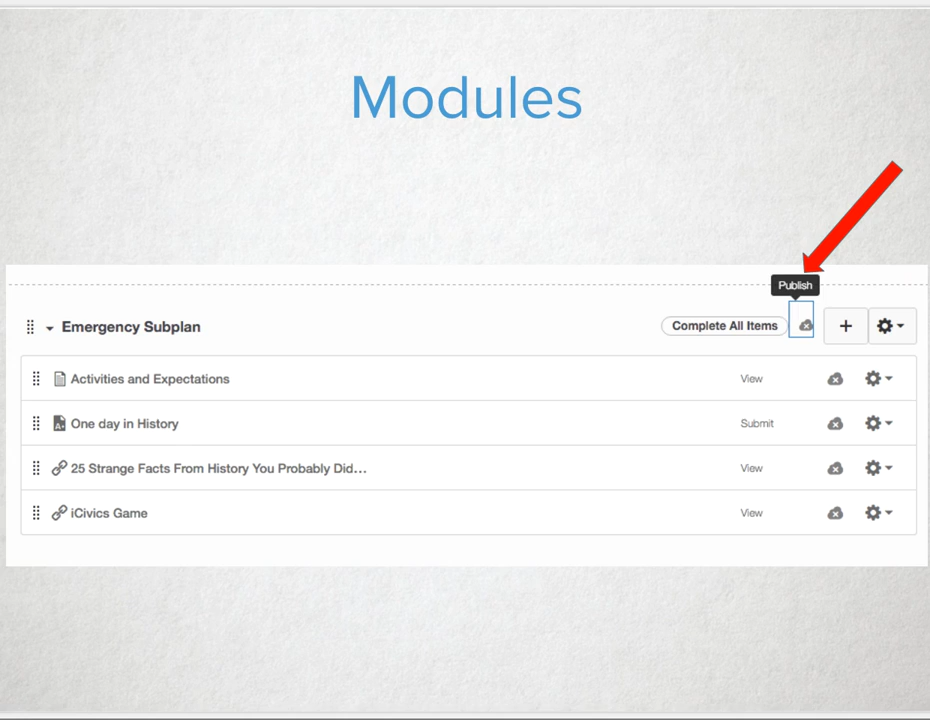 Modules
Publish
Emergency Subplan
Complete All Items
Activities and Expectations
View
One day in History
Submit
25 Strange Facts From History You Probably Did...
View
iCivics Game
View